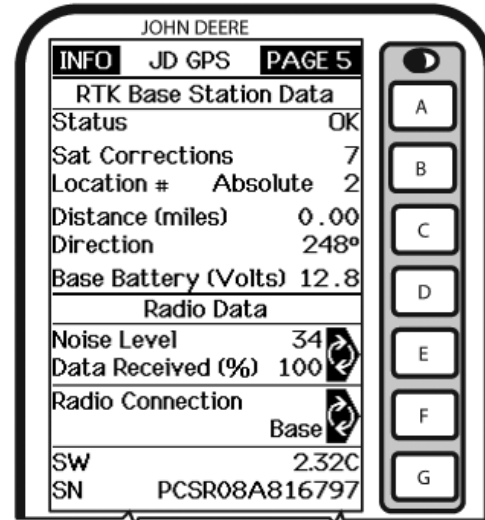 JOHN DEERE
INFO JD GPS PAGE 5
RTK Base Station Data
Status OK
Sat Corrections 7
Location # Absolute 2
Distance (miles) 0.00
Direction 248°
Base Battery (Volts) 12.8
Radio Data
Noise Level 34
Data Received (%) 100
Radio Connection
Base
SW 2.32C
SN PCSR08A816797
A
B
C
D
E
F
G